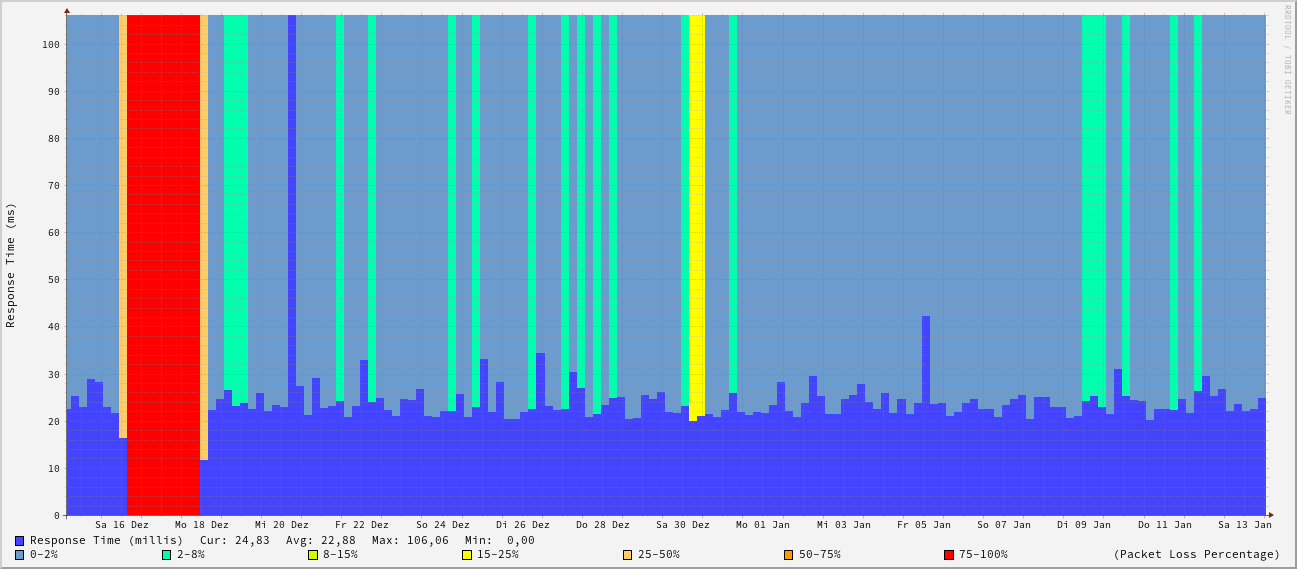 RRDTOOL / TOBI OETIKER
Response Time (ms)
100
90
80
70
60
50
40
30
20
10
0
Sa 16 Dez Mo 18 Dez Mi 20 Dez Fr 22 Dez So 24 Dez Di 26 Dez Do 28 Dez Sa 30 Dez Mo 01 Jan Mi 03 Jan Fr 05 Jan So 07 Jan Di 09 Jan Do 11 Jan Sa 13 Jan
Response Time (millis) Cur: 24,83 Avg: 22,88 Max: 106,06 Min: 0,00
0-2% 2-8% 8-15% 15-25% 25-50% 50-75% 75-100% (Packet Loss Percentage)